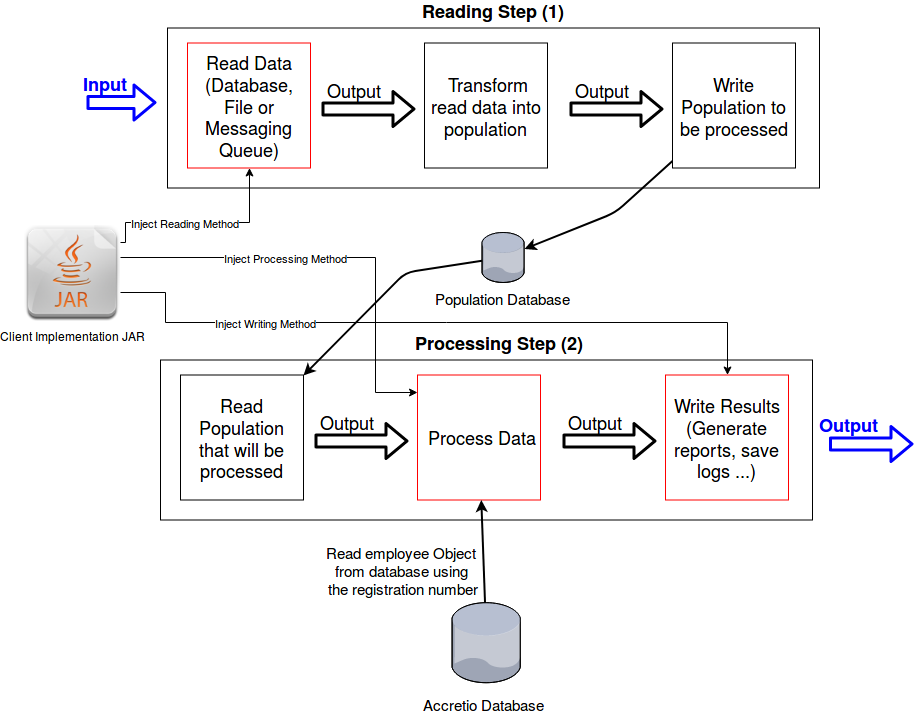 Reading Step (1)
Input
Read Data
(Database,
File or
Messaging
Queue)
Output
Transform
read data into
population
Output
Write
Population to
be processed
Inject Reading Method
Inject Processing Method
JAR
Client Implementation JAR
Population Database
Inject Writing Method
Processing Step (2)
Read
Population
that will be
processed
Output
Process Data
Output
Write Results
(Generate
reports, save
logs ...)
Output
Read employee Object
from database using
the registration number
Accretio Database